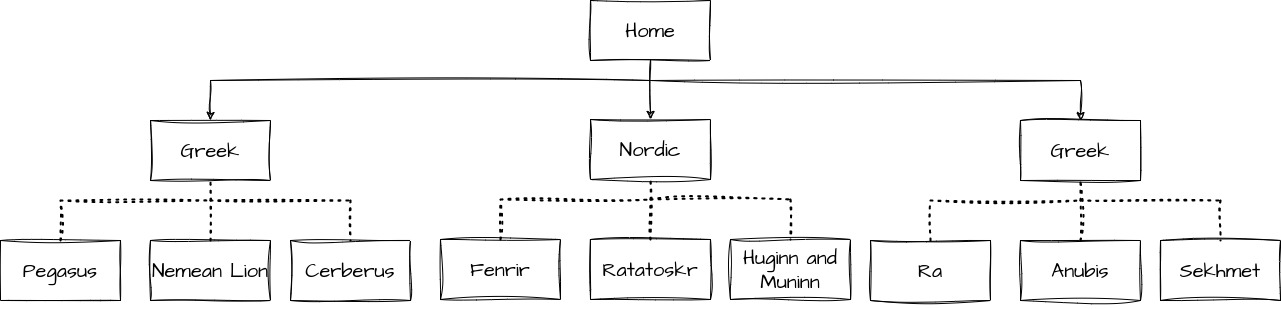 Home
Greek
Nordic
Greek
Pegasus
Nemean Lion
Cerberus
Fenrir
Ratatoskr
Huginn and
Muninn
Ra
Anubis
Sekhmet